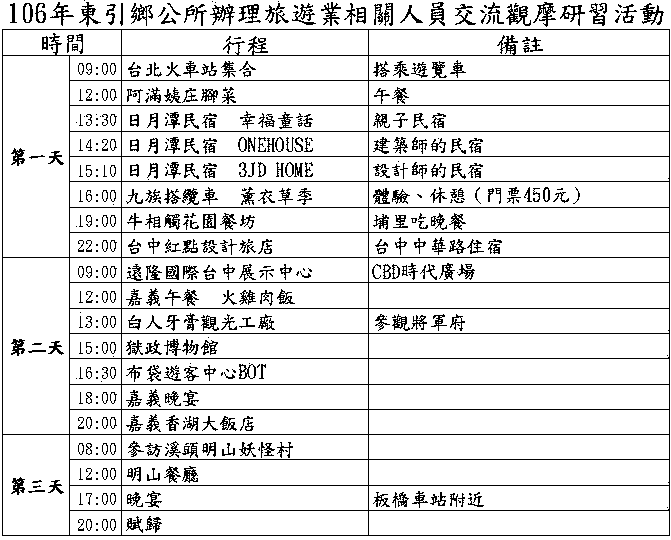 106年東引鄉公所辦理旅遊業相關人員交流觀摩研習活動
時間 行程 備註
第一天
09:00 台北火車站集合 搭乘遊覽車
12:00 阿滿姨庄腳菜 午餐
13:30 日月潭民宿 幸福童話 親子民宿
14:20 日月潭民宿 ONEHOUSE 建築師的民宿
15:10 日月潭民宿 3JD HOME 設計師的民宿
16:00 九族搭纜車 薰衣草季 體驗、休憩（門票450元）
19:00 牛相觸花園餐坊 埔里吃晚餐
22:00 台中紅點設計旅店 台中中華路住宿
第二天
09:00 遠隆國際台中展示中心 CBD時代廣場
12:00 嘉義午餐 火雞肉飯
13:00 白人牙膏觀光工廠 參觀將軍府
15:00 獄政博物館
16:30 布袋遊客中心BOT
18:00 嘉義晚宴
20:00 嘉義香湖大飯店
第三天
08:00 參訪溪頭明山妖怪村
12:00 明山餐廳
17:00 晚宴 板橋車站附近
20:00 賦歸